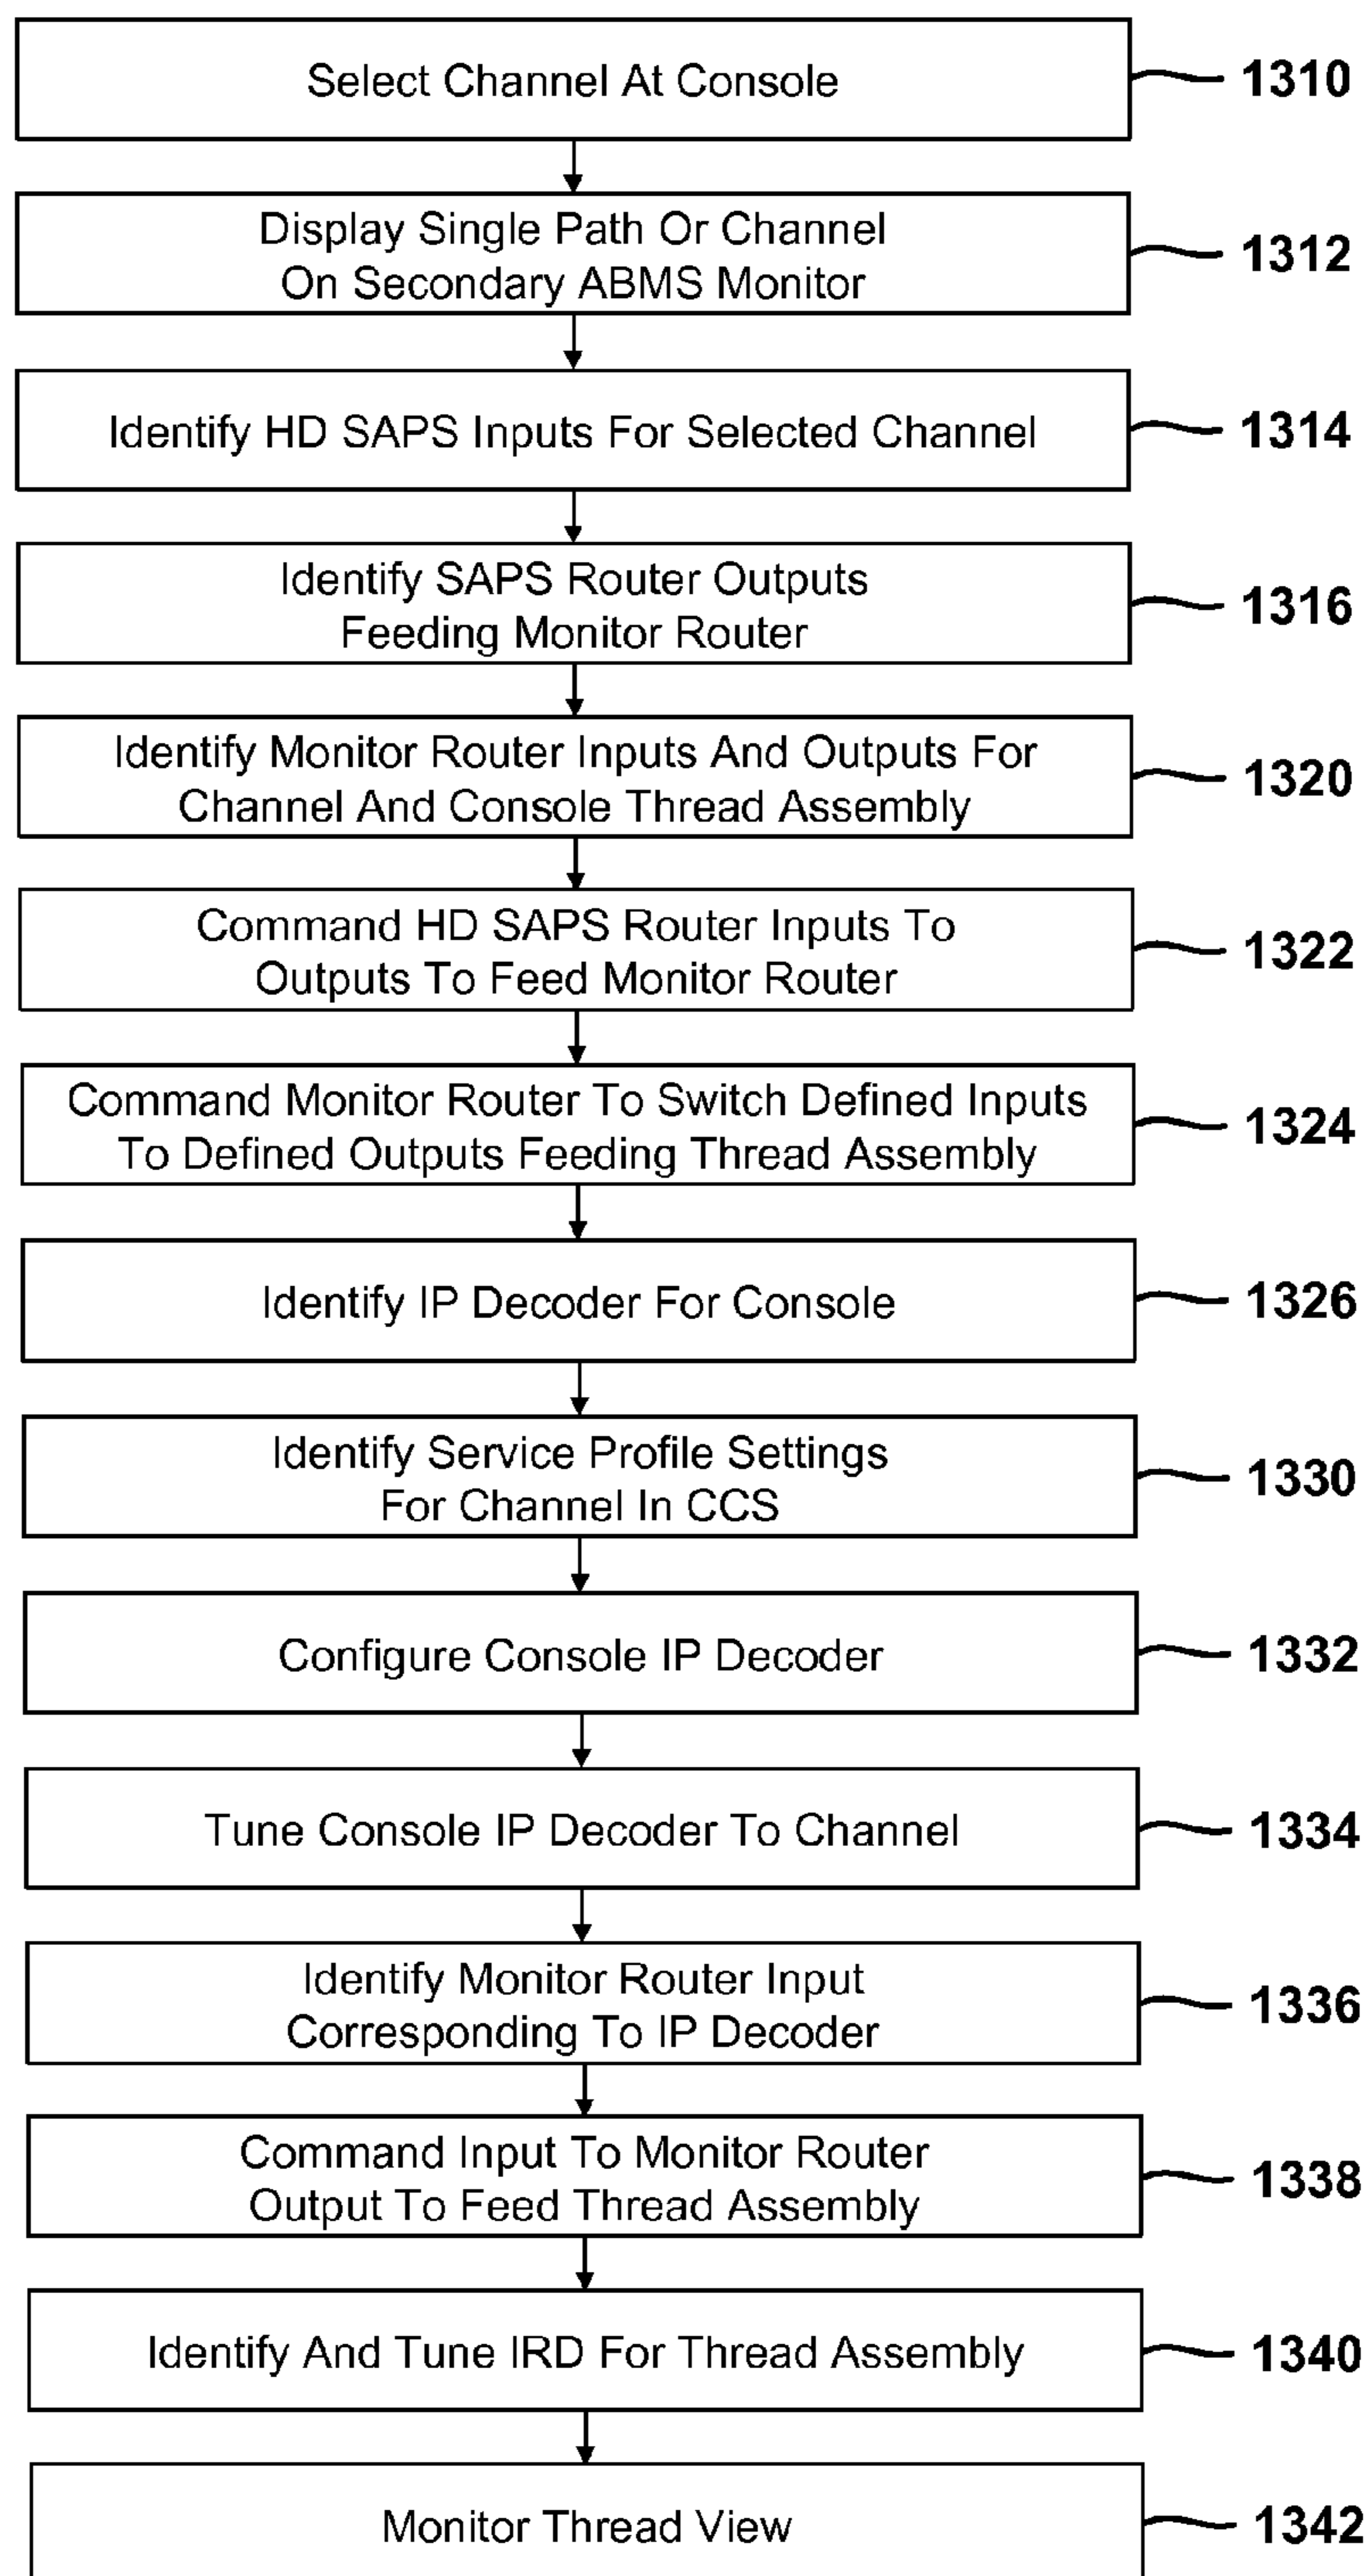 Select Channel At Console
1310
Display Single Path Or Channel
On Secondary ABMS Monitor
1312
Identify HD SAPS Inputs For Selected Channel
1314
Identify SAPS Router Outputs
Feeding Monitor Router
1316
Identify Monitor Router Inputs And Outputs For
Channel And Console Thread Assembly
1320
Command HD SAPS Router Inputs To
Outputs To Feed Monitor Router
1322
Command Monitor Router To Switch Defined Inputs
To Defined Outputs Feeding Thread Assembly
1324
Identify IP Decoder For Console
1326
Identify Service Profile Settings
For Channel In CCS
1330
Configure Console IP Decoder
1332
Tune Console IP Decoder To Channel
1334
Identify Monitor Router Input
Corresponding To IP Decoder
1336
Command Input To Monitor Router
Output To Feed Thread Assembly
1338
Identify And Tune IRD For Thread Assembly
1340
Monitor Thread View
1342